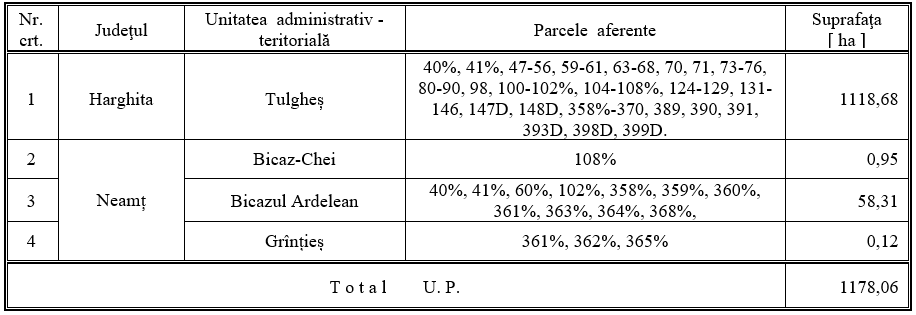 Nr. crt. Judeţul Unitatea administrativ - teritorială Parcele aferente Suprafaţa [ ha ]
1 Harghita Tulgheș 40%, 41%, 47-56, 59-61, 63-68, 70, 71, 73-76,
80-90, 98, 100-102%, 104-108%, 124-129, 131-
146, 147D, 148D, 358%-370, 389, 390, 391,
393D, 398D, 399D. 1118,68
2 Neamț Bicaz-Chei 108% 0,95
3 Bicazul Ardelean 40%, 41%, 60%, 102%, 358%, 359%, 360%,
361%, 363%, 364%, 368%, 58,31
4 Grînțieș 361%, 362%, 365% 0,12
T o t a l U. P. 1178,06